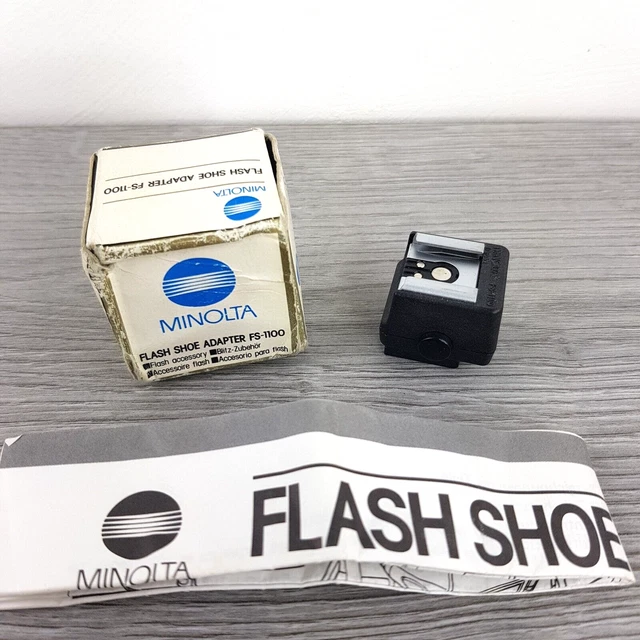 FLASH SHOE ADAPTER FS-1100
MINOLTA
MINOLTA
FLASH SHOE ADAPTER FS-1100
■Flash accessory ■Blitz-Zubehör
■Accessoire flash ■Accesorio para flash
MINOLTA
FLASH SHOE